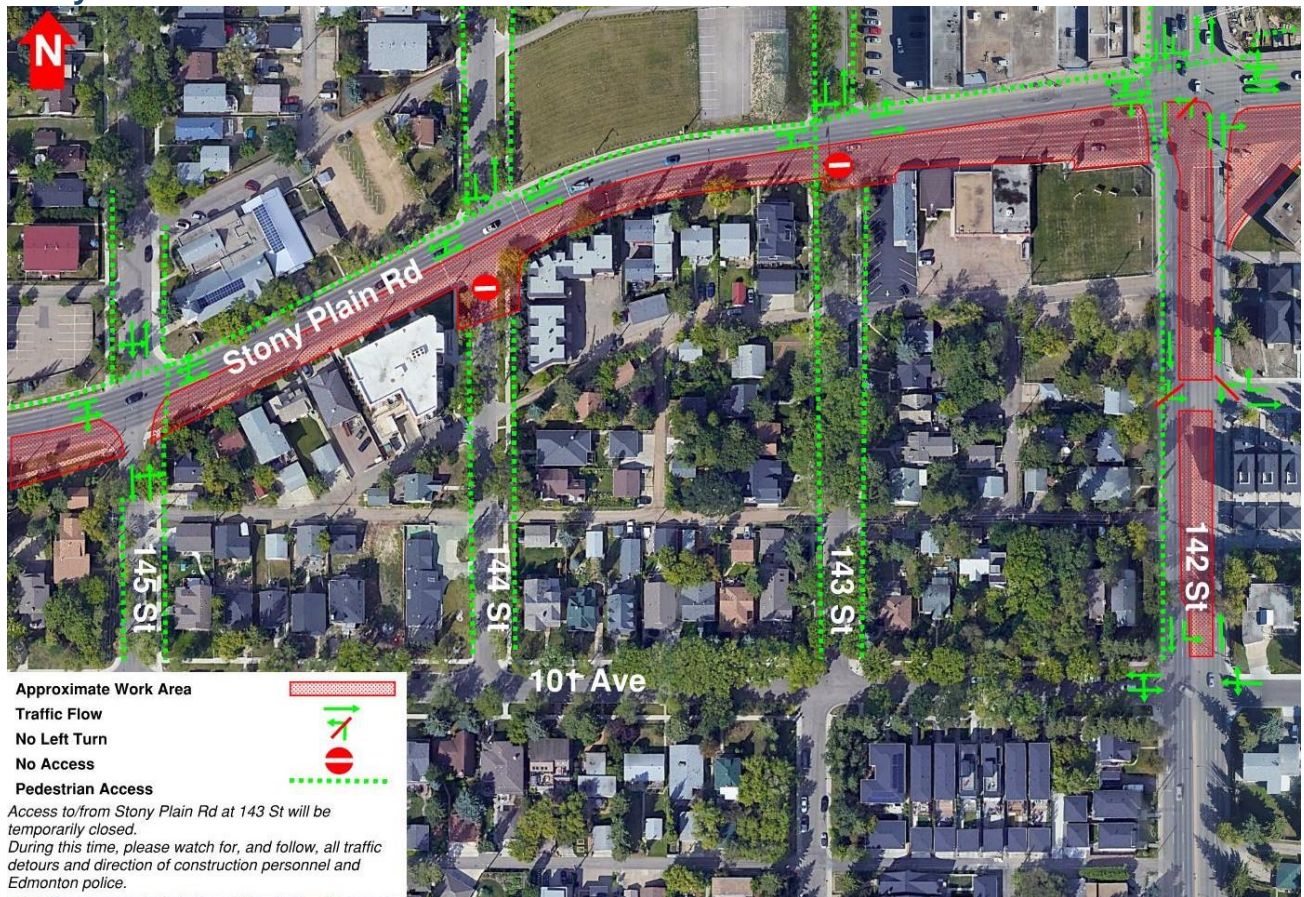 N
Stony Plain Rd
145 St
144 St
143 St
142 St
101 Ave
Approximate Work Area
Traffic Flow
No Left Turn
No Access
Pedestrian Access
Access to/from Stony Plain Rd at 143 St will be
temporarily closed.
During this time, please watch for, and follow, all traffic
detours and direction of construction personnel and
Edmonton police.